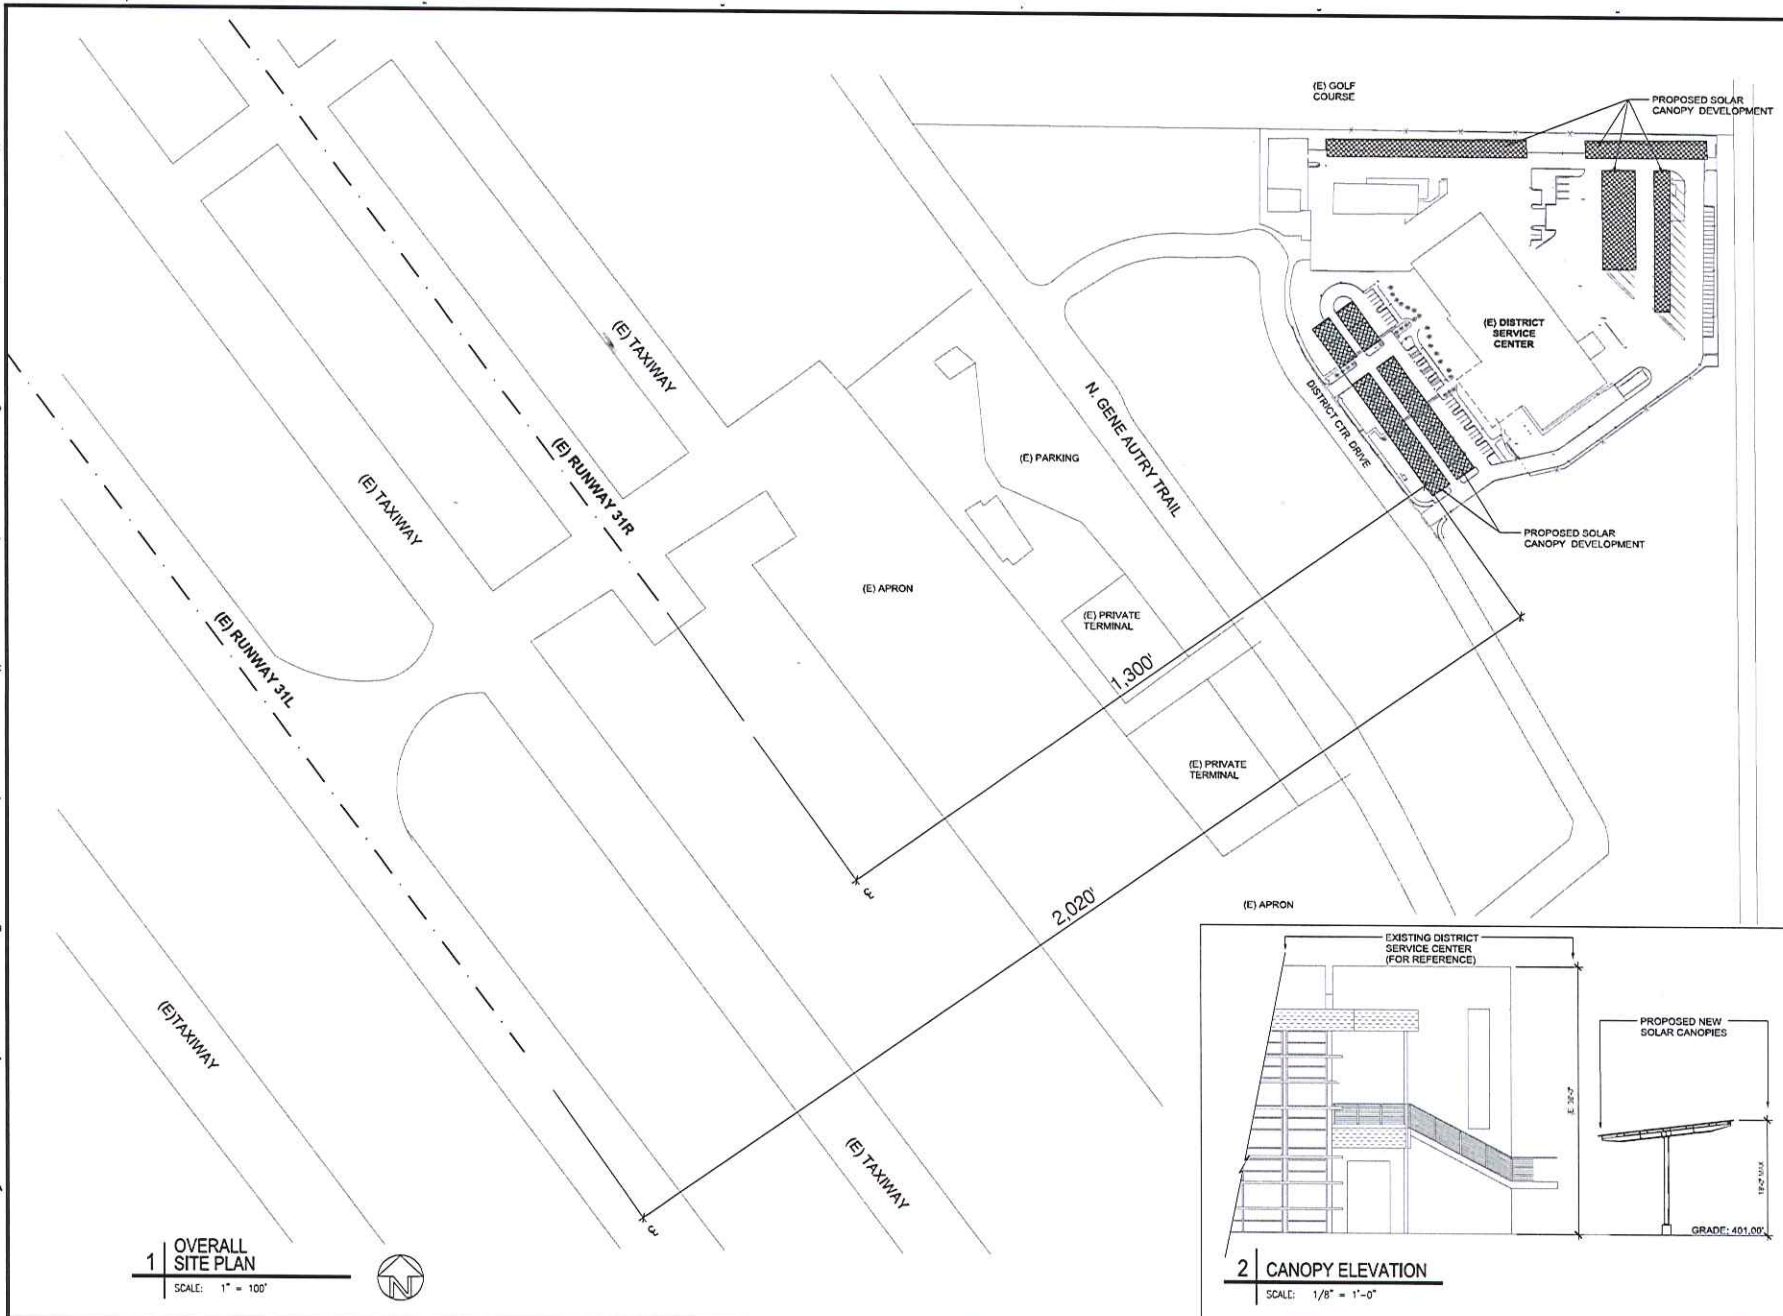 (E) GOLF
COURSE
PROPOSED SOLAR
CANOPY DEVELOPMENT
(E) TAXIWAY
(E) DISTRICT
SERVICE
CENTER
N. GENE AUTRY TRAIL
DISTRICT CTR. DRIVE
(E) RUNWAY 31R
(E) TAXIWAY
(E) PARKING
PROPOSED SOLAR
CANOPY DEVELOPMENT
(E) APRON
(E) PRIVATE
TERMINAL
(E) RUNWAY 31L
1,300'
(E) PRIVATE
TERMINAL
2,020'
(E) APRON
(E)TAXIWAY
(E) TAXIWAY
EXISTING DISTRICT
SERVICE CENTER
(FOR REFERENCE)
PROPOSED NEW
SOLAR CANOPIES
GRADE: 401.00'
1
OVERALL
SITE PLAN
SCALE: 1" = 100'
N
2
CANOPY ELEVATION
SCALE: 1/8" = 1'-0"